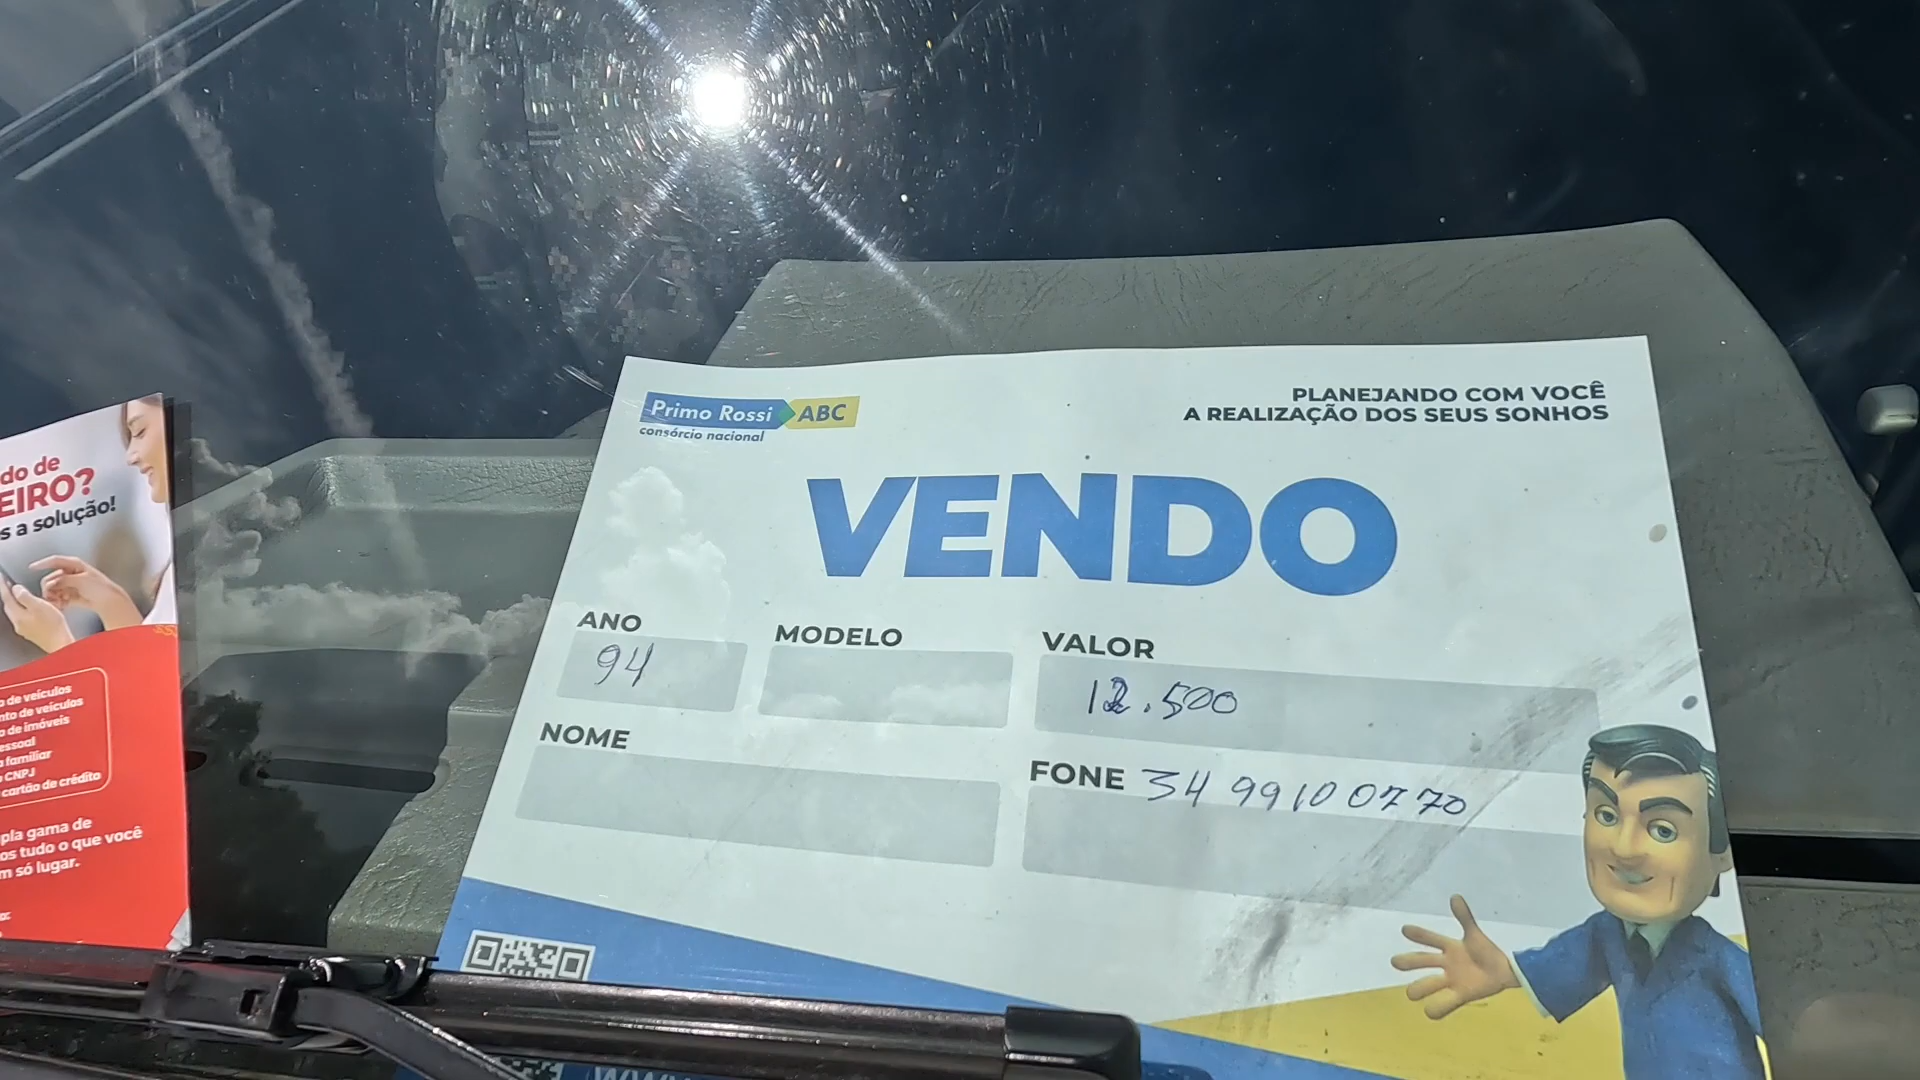 do de
EIRO?
s a solução!
o de veículos
nto de veículos
o de imóveis
essoal
a familiar
CNPJ
cartão de crédito
pla gama de
os tudo o que você
m só lugar.
Primo Rossi ABC
consórcio nacional
PLANEJANDO COM VOCÊ
A REALIZAÇÃO DOS SEUS SONHOS
VENDO
ANO
94
MODELO
VALOR
12.500
NOME
FONE 34 99100770